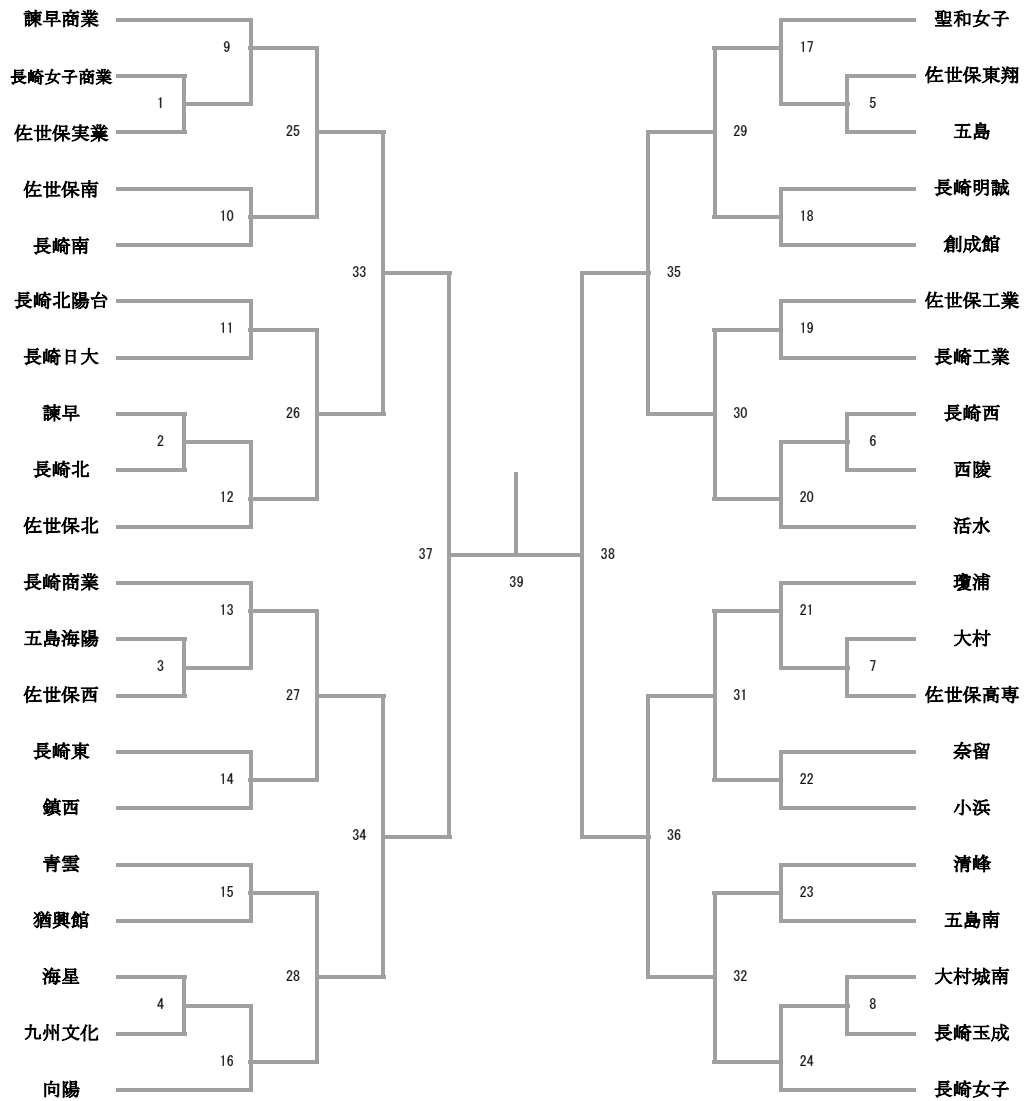 諫早商業
長崎女子商業
佐世保実業
佐世保南
長崎南
長崎北陽台
長崎日大
諫早
長崎北
佐世保北
長崎商業
五島海陽
佐世保西
長崎東
鎮西
青雲
猶興館
海星
九州文化
向陽
1
2
3
4
9
10
11
12
13
14
15
16
25
26
27
28
33
34
37
39
38
35
36
29
30
31
32
17
18
19
20
21
22
23
24
5
6
7
8
聖和女子
佐世保東翔
五島
長崎明誠
創成館
佐世保工業
長崎工業
長崎西
西陵
活水
瓊浦
大村
佐世保高専
奈留
小浜
清峰
五島南
大村城南
長崎玉成
長崎女子